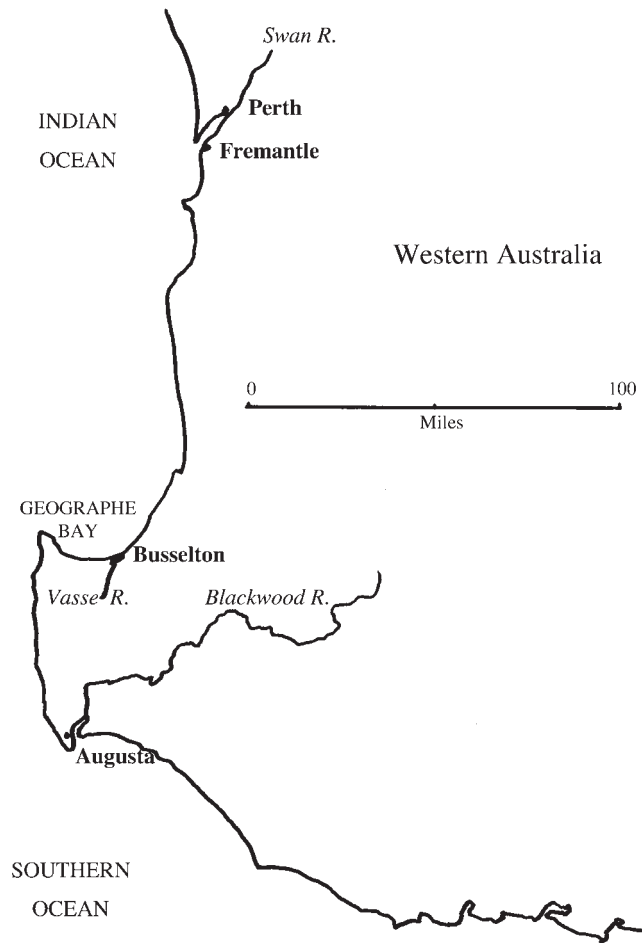 Swan R.
Perth
INDIAN
OCEAN
Fremantle
Western Australia
0 100
Miles
GEOGRAPHE
BAY
Busselton
Vasse R.
Blackwood R.
Augusta
SOUTHERN
OCEAN